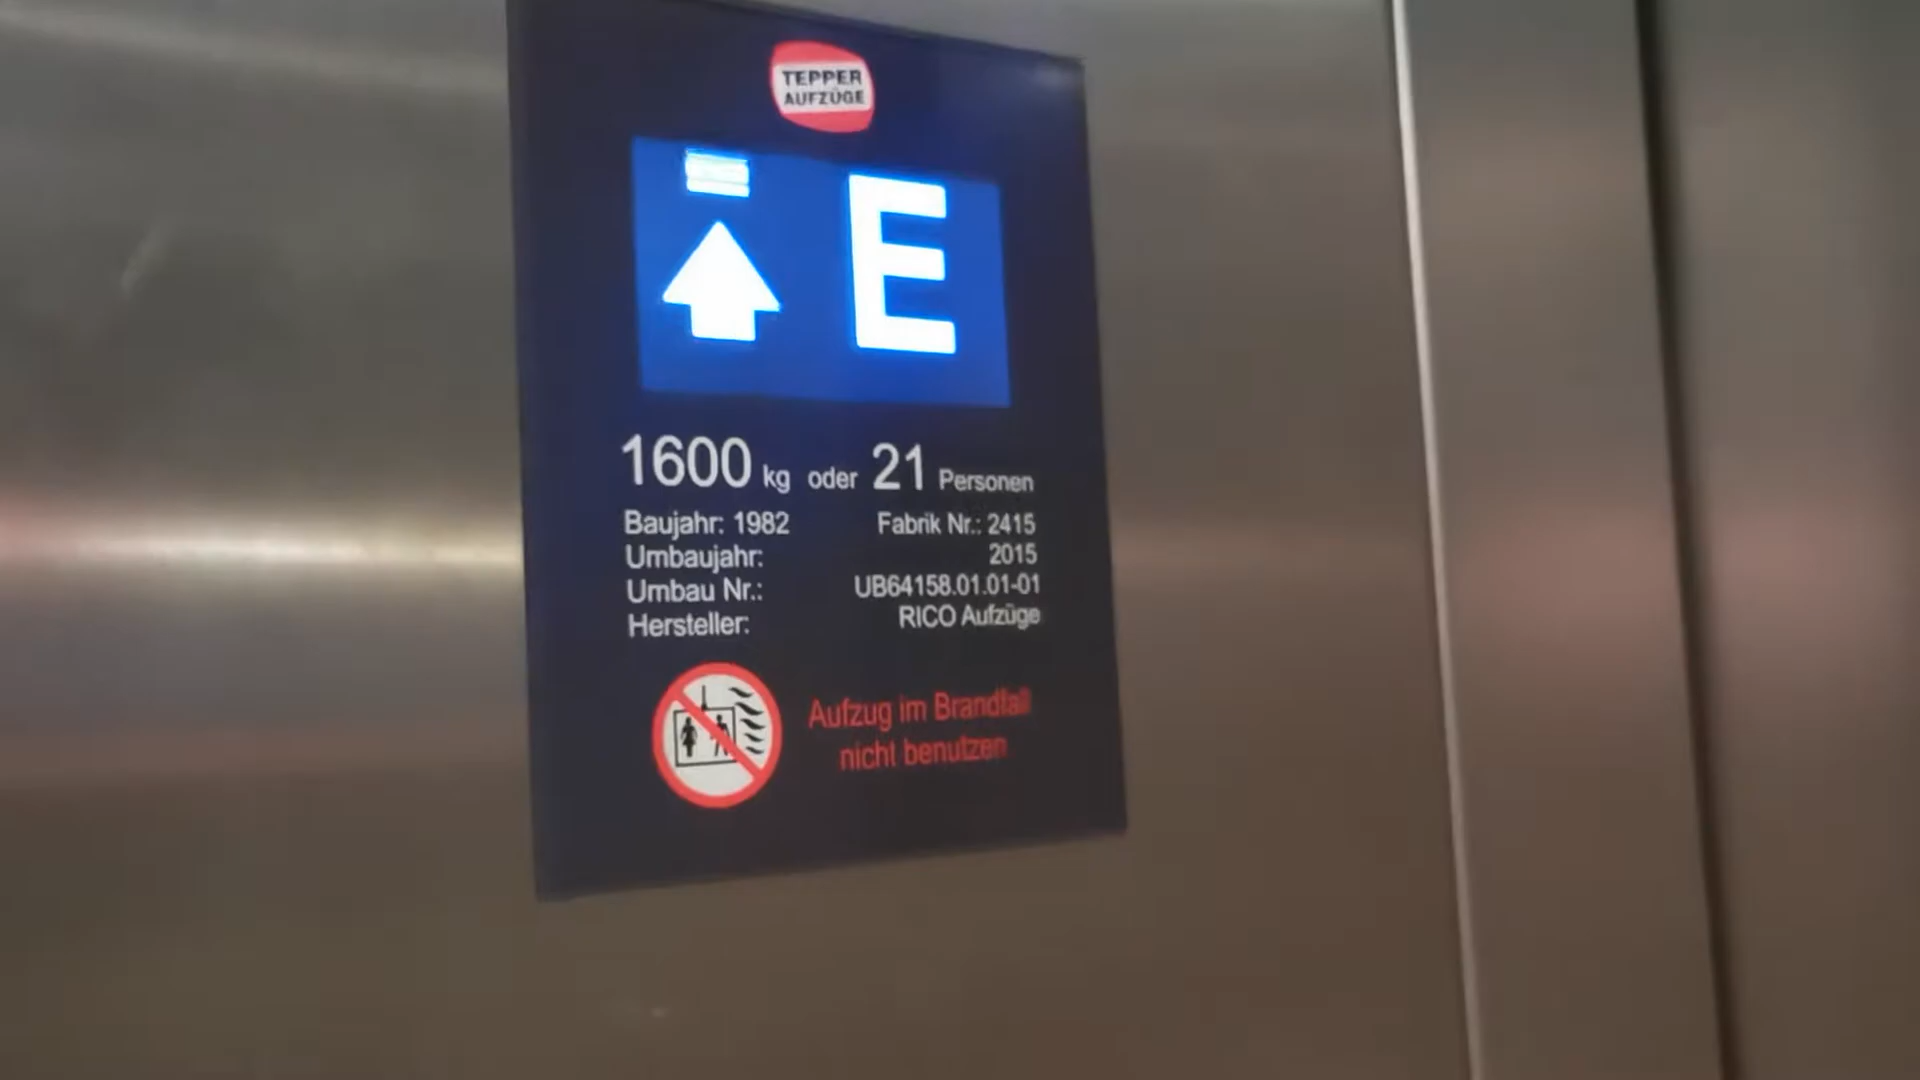 TEPPER
AUFZÜGE
E
1600 kg oder 21 Personen
Baujahr: 1982 Fabrik Nr.: 2415
Umbaujahr: 2015
Umbau Nr.: UB64158.01.01-01
Hersteller: RICO Aufzüge
Aufzug im Brandfall
nicht benutzen